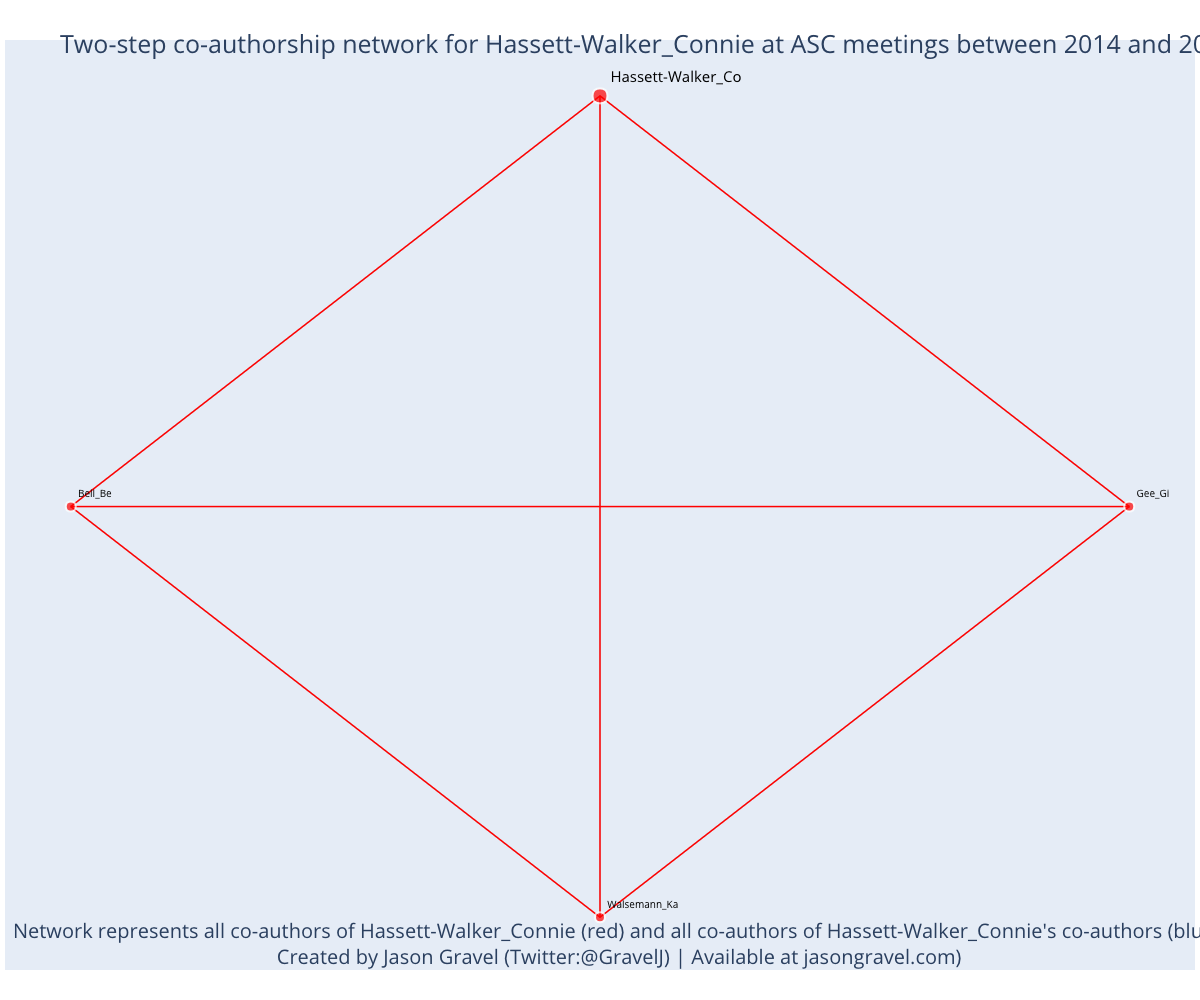 Two-step co-authorship network for Hassett-Walker_Connie at ASC meetings between 2014 and 20
Hassett-Walker_Co
Bell_Be
Gee_Gi
Walsemann_Ka
Network represents all co-authors of Hassett-Walker_Connie (red) and all co-authors of Hassett-Walker_Connie's co-authors (blu
Created by Jason Gravel (Twitter:@GravelJ) | Available at jasongravel.com)